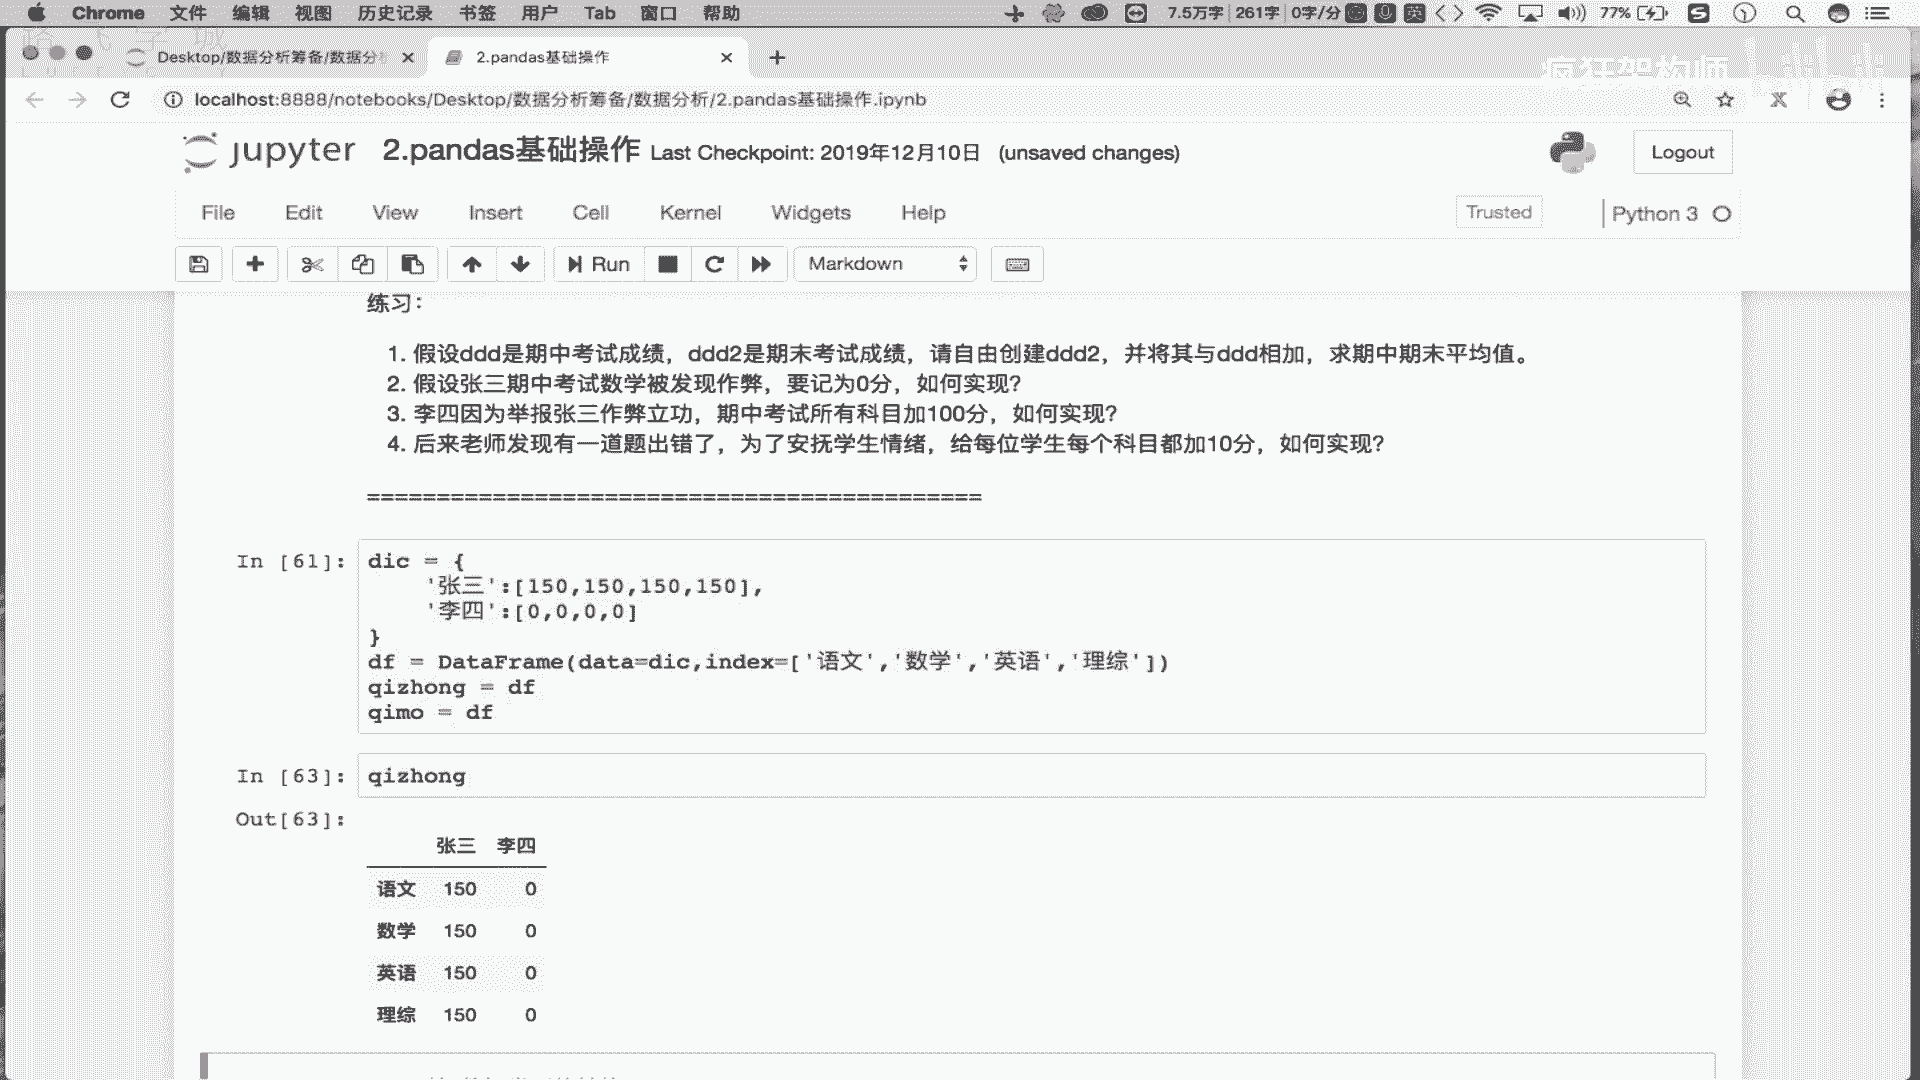 Chrome 文件 编辑 视图 历史记录 书签 用户 Tab 窗口 帮助 7.5万字 261字 0字/分 英 77%
Desktop/数据分析筹备/数据分析 2.pandas基础操作
疯狂架构师
localhost:8888/notebooks/Desktop/数据分析筹备/数据分析/2.pandas基础操作.ipynb
jupyter 2.pandas基础操作 Last Checkpoint: 2019年12月10日 (unsaved changes) Logout
File Edit View Insert Cell Kernel Widgets Help Trusted Python 3
Run Markdown
练习：
1. 假设ddd是期中考试成绩，ddd2是期末考试成绩，请自由创建ddd2，并将其与ddd相加，求期中期末平均值。
2. 假设张三期中考试数学被发现作弊，要记为0分，如何实现？
3. 李四因为举报张三作弊立功，期中考试所有科目加100分，如何实现？
4. 后来老师发现有一道题出错了，为了安抚学生情绪，给每位学生每个科目都加10分，如何实现？
============================================
In [61]: dic = {
'张三':[150,150,150,150],
'李四':[0,0,0,0]
}
df = DataFrame(data=dic,index=['语文','数学','英语','理综'])
qizhong = df
qimo = df
In [63]: qizhong
Out[63]:
张三 李四
语文 150 0
数学 150 0
英语 150 0
理综 150 0